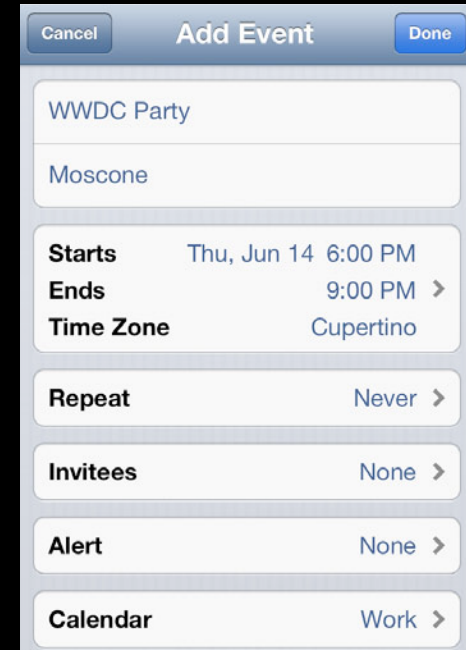 Cancel Add Event Done
WWDC Party
Moscone
Starts Thu, Jun 14 6:00 PM
Ends 9:00 PM
Time Zone Cupertino
Repeat Never
Invitees None
Alert None
Calendar Work